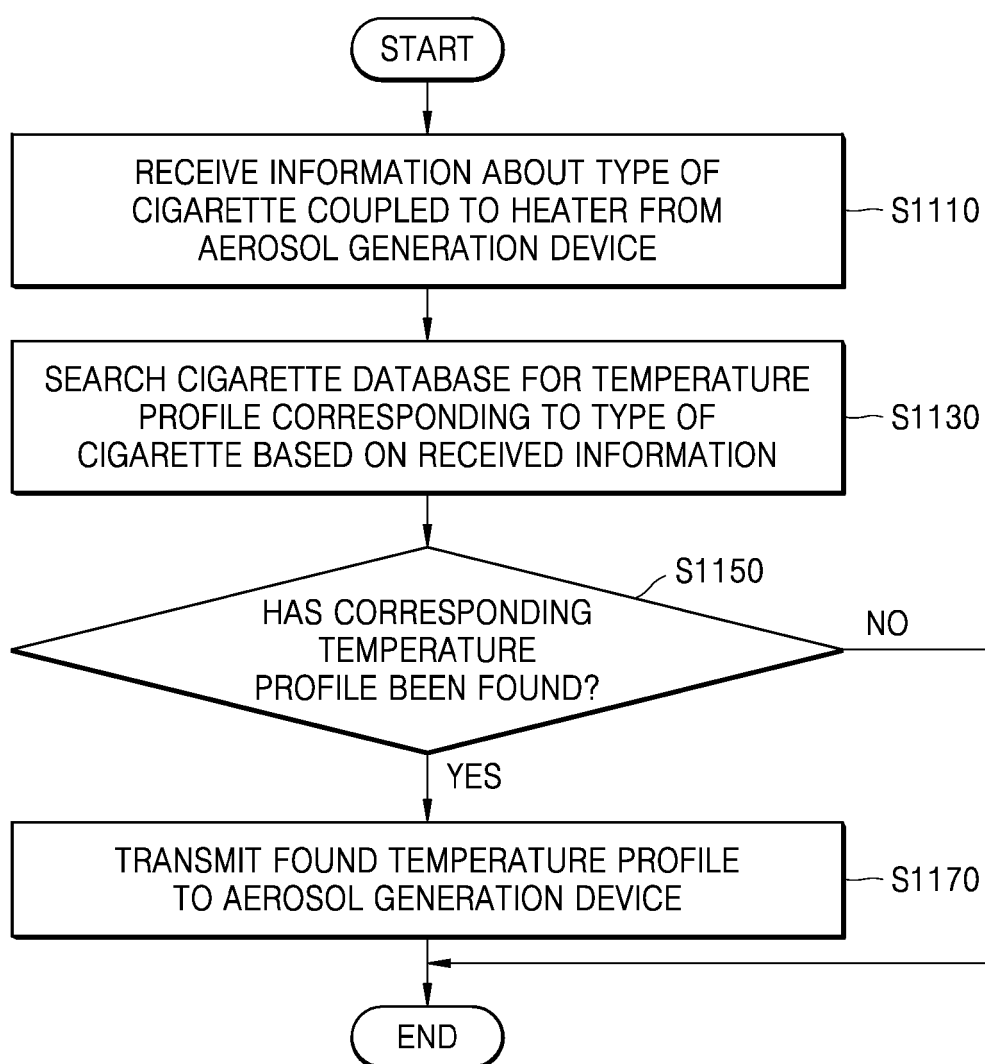 START
RECEIVE INFORMATION ABOUT TYPE OF
CIGARETTE COUPLED TO HEATER FROM
AEROSOL GENERATION DEVICE
S1110
SEARCH CIGARETTE DATABASE FOR TEMPERATURE
PROFILE CORRESPONDING TO TYPE OF
CIGARETTE BASED ON RECEIVED INFORMATION
S1130
S1150
HAS CORRESPONDING
TEMPERATURE
PROFILE BEEN FOUND?
NO
YES
TRANSMIT FOUND TEMPERATURE PROFILE
TO AEROSOL GENERATION DEVICE
S1170
END